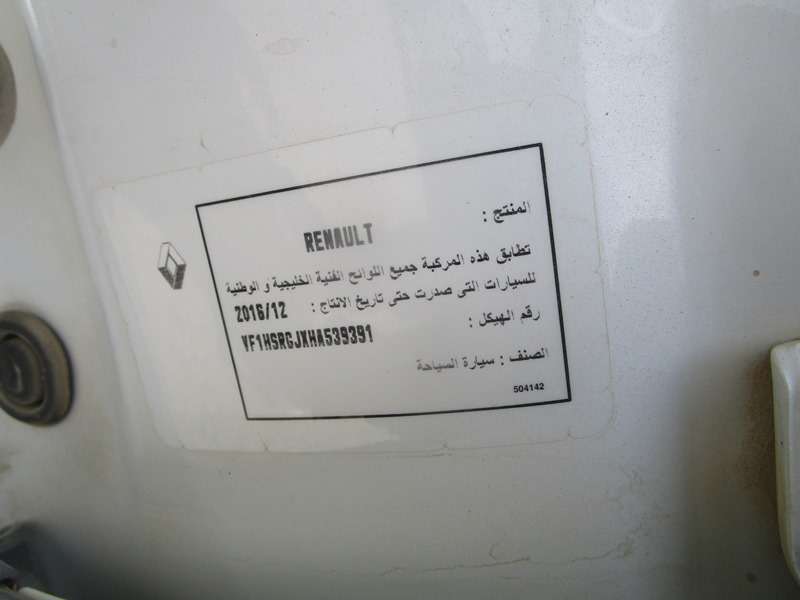 المنتج : RENAULT
تطابق هذه المركبة جميع اللوائح الفنية الخليجية و الوطنية
للسيارات التى صدرت حتى تاريخ الانتاج : 2016/12
رقم الهيكل : VF1HSRGJXHA539391
الصنف : سيارة السياحة
504142